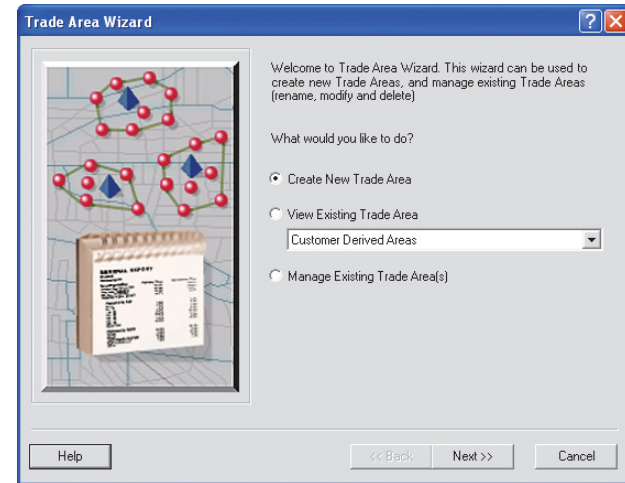 Trade Area Wizard
Welcome to Trade Area Wizard. This wizard can be used to
create new Trade Areas, and manage existing Trade Areas
(rename, modify and delete)
What would you like to do?
Create New Trade Area
View Existing Trade Area
Customer Derived Areas
Manage Existing Trade Area(s)
Help
<< Back
Next >>
Cancel